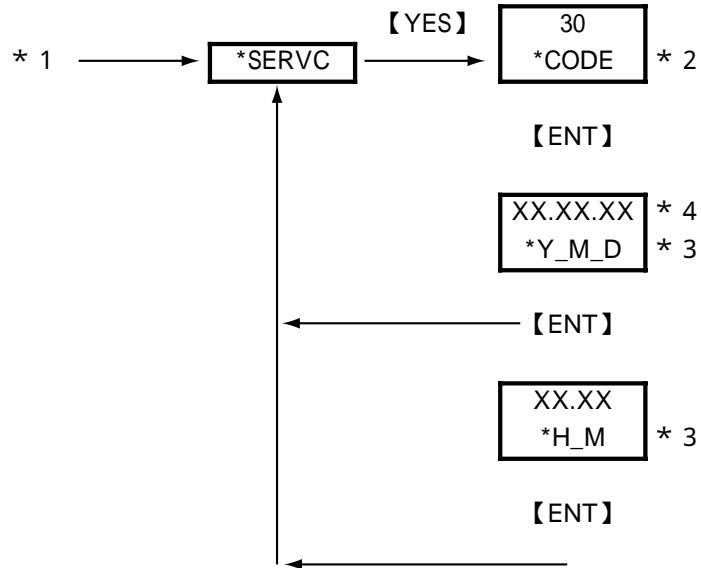 【YES】
30
* 1
*SERVC
*CODE
* 2
【ENT】
XX.XX.XX
* 4
*Y_M_D
* 3
【ENT】
XX.XX
*H_M
* 3
【ENT】